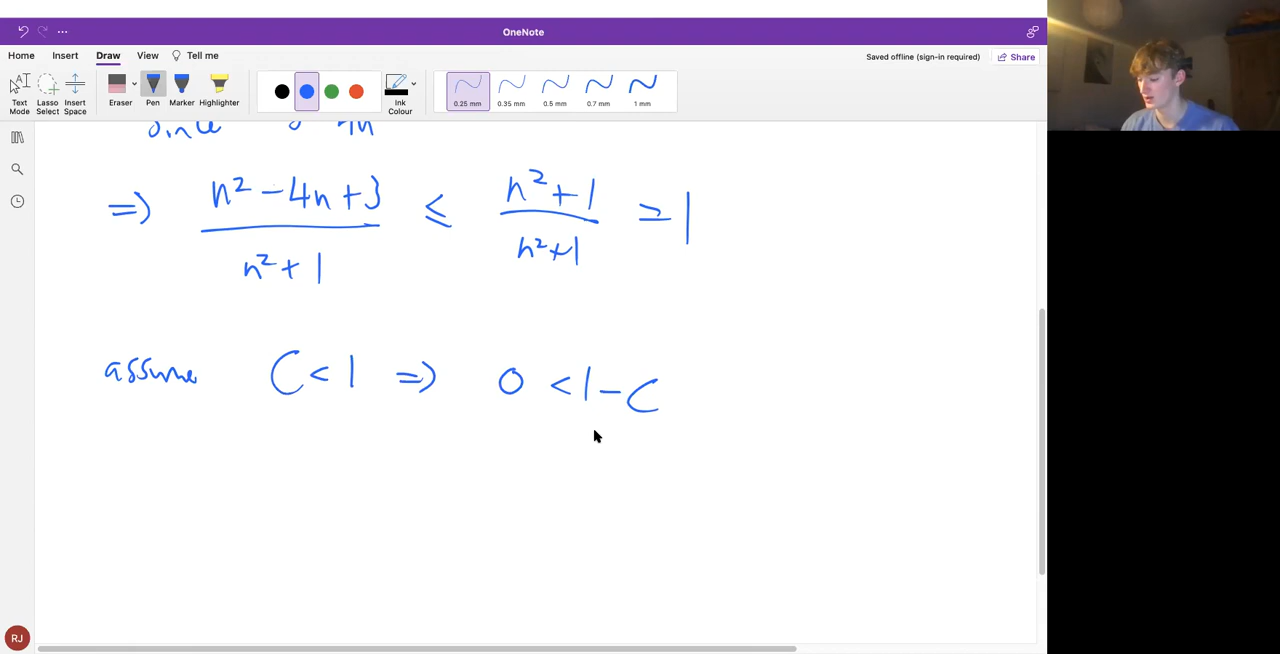 OneNote
Home Insert Draw View Tell me
Saved offline (sign-in required) Share
Text Mode Lasso Select Insert Space Eraser Pen Marker Highlighter Ink Colour 0.25 mm 0.35 mm 0.5 mm 0.7 mm 1 mm
since 4n
=> n² - 4n + 3 / n² + 1 ≤ n² + 1 / n² + 1 = 1
assume C < 1 => 0 < 1 - C
RJ